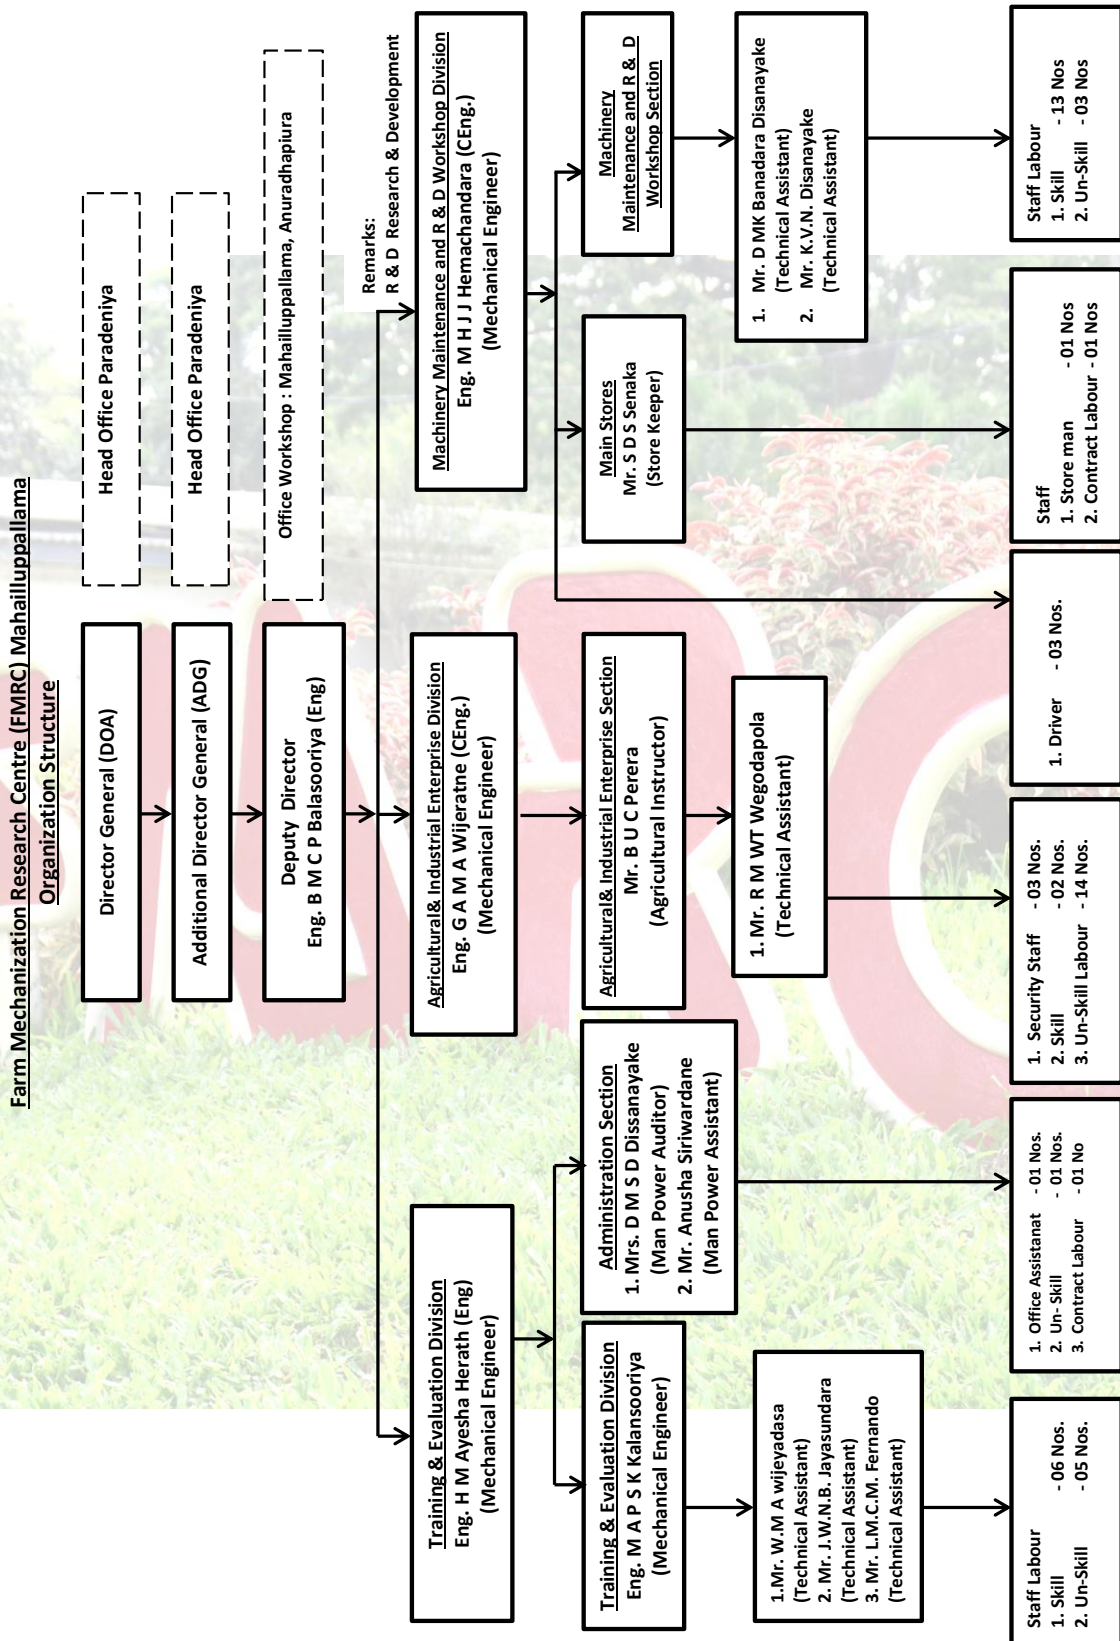 Farm Mechanization Research Centre (FMRC) Mahailluppallama
Organization Structure
Director General (DOA)
Head Office Paradeniya
Additional Director General (ADG)
Head Office Paradeniya
Deputy Director
Eng. B M C P Balasooriya (Eng)
Office Workshop : Mahailluppallama, Anuradhapiura
Remarks:
R & D Research & Development
Training & Evaluation Division
Eng. H M Ayesha Herath (Eng)
(Mechanical Engineer)
Agricultural& Industrial Enterprise Division
Eng. G A M A Wijeratne (CEng.)
(Mechanical Engineer)
Machinery Maintenance and R & D Workshop Division
Eng. M H J J Hemachandara (CEng.)
(Mechanical Engineer)
Training & Evaluation Division
Eng. M A P S K Kalansooriya
(Mechanical Engineer)
Administration Section
1. Mrs. D M S D Dissanayake
(Man Power Auditor)
2. Mr. Anusha Siriwardane
(Man Power Assistant)
Agricultural& Industrial Enterprise Section
Mr. B U C Perera
(Agricultural Instructor)
Main Stores
Mr. S D S Senaka
(Store Keeper)
Machinery
Maintenance and R & D
Workshop Section
1.Mr. W.M A wijeyadasa
(Technical Assistant)
2. Mr. J.W.N.B. Jayasundara
(Technical Assistant)
3. Mr. L.M.C.M. Fernando
(Technical Assistant)
1. Mr. R M WT Wegodapola
(Technical Assistant)
1. Mr. D MK Banadara Disanayake
(Technical Assistant)
2. Mr. K.V.N. Disanayake
(Technical Assistant)
Staff Labour
1. Skill - 06 Nos.
2. Un-Skill - 05 Nos.
1. Office Assistanat - 01 Nos.
2. Un- Skill - 01 Nos.
3. Contract Labour - 01 No
1. Security Staff - 03 Nos.
2. Skill - 02 Nos.
3. Un-Skill Labour - 14 Nos.
1. Driver - 03 Nos.
Staff
1. Store man - 01 Nos
2. Contract Labour - 01 Nos
Staff Labour
1. Skill - 13 Nos
2. Un-Skill - 03 Nos